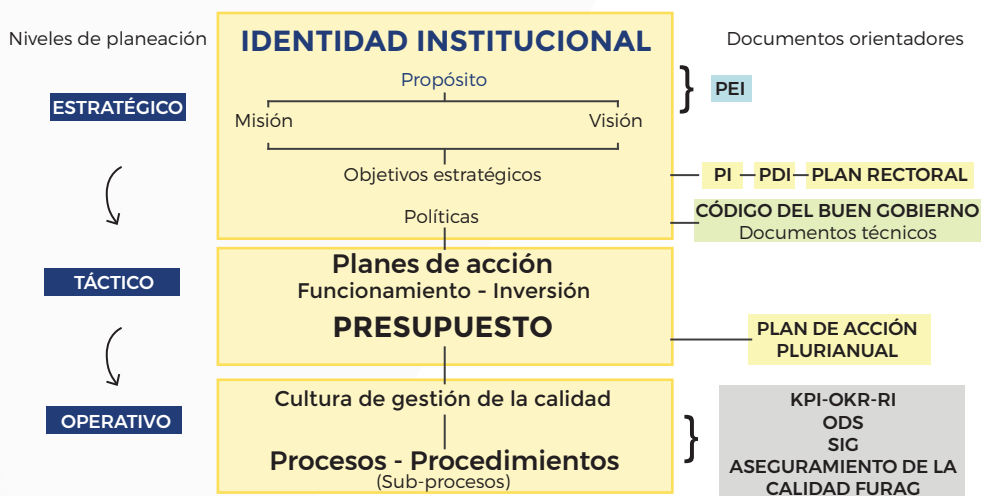 Niveles de planeación
IDENTIDAD INSTITUCIONAL
Documentos orientadores
Propósito
PEI
ESTRATÉGICO
Misión
Visión
Objetivos estratégicos
PI PDI PLAN RECTORAL
Políticas
CÓDIGO DEL BUEN GOBIERNO
Documentos técnicos
Planes de acción
TÁCTICO
Funcionamiento - Inversión
PRESUPUESTO
PLAN DE ACCIÓN
PLURIANUAL
Cultura de gestión de la calidad
OPERATIVO
Procesos - Procedimientos
(Sub-procesos)
KPI-OKR-RI
ODS
SIG
ASEGURAMIENTO DE LA
CALIDAD FURAG